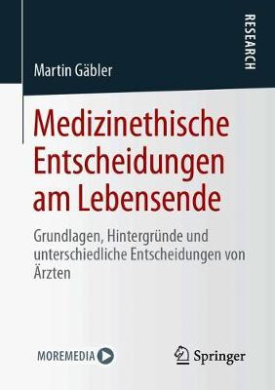 RESEARCH
Martin Gäbler
Medizinethische
Entscheidungen
am Lebensende
Grundlagen, Hintergründe und
unterschiedliche Entscheidungen von
Ärzten
MOREMEDIA
Springer